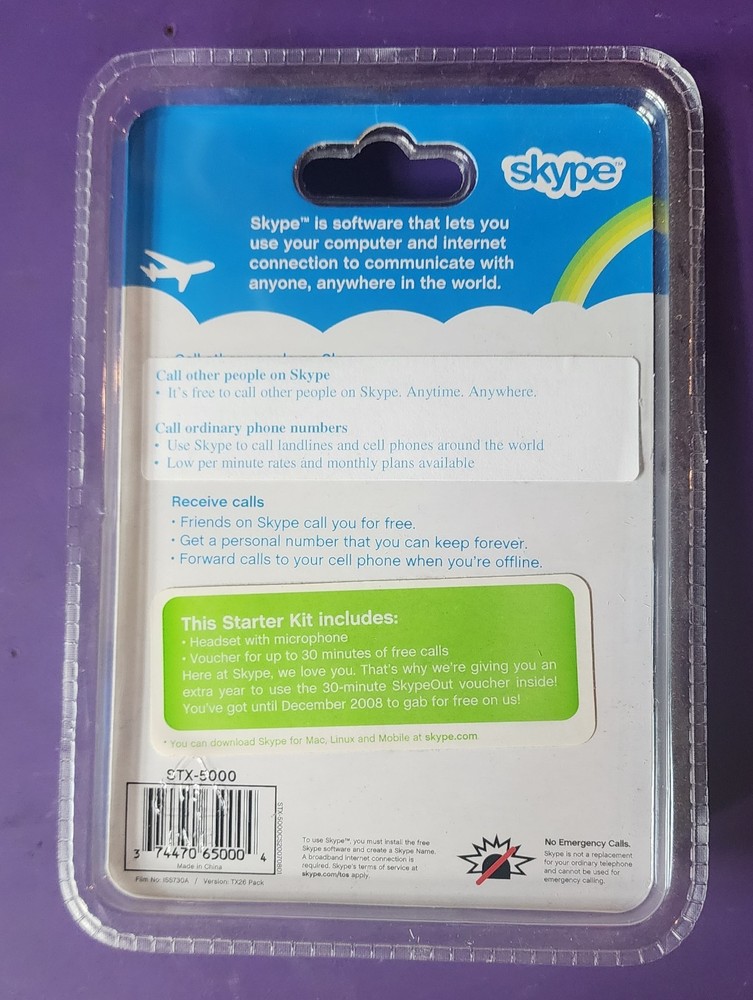 skype™
Skype™ is software that lets you
use your computer and internet
connection to communicate with
anyone, anywhere in the world.
Call other people on Skype
• It's free to call other people on Skype. Anytime. Anywhere.
Call ordinary phone numbers
• Use Skype to call landlines and cell phones around the world
• Low per minute rates and monthly plans available
Receive calls
• Friends on Skype call you for free.
• Get a personal number that you can keep forever.
• Forward calls to your cell phone when you're offline.
This Starter Kit includes:
• Headset with microphone
• Voucher for up to 30 minutes of free calls
Here at Skype, we love you. That's why we're giving you an
extra year to use the 30-minute SkypeOut voucher inside!
You've got until December 2008 to gab for free on us!
* You can download Skype for Mac, Linux and Mobile at skype.com
STX-5000
3 74470 65000 4
Made in China
Film No: I55730A / Version: TX26 Pack
To use Skype™, you must install the free
Skype software and create a Skype Name.
A broadband internet connection is
required. Skype's terms of service at
skype.com/tos apply.
No Emergency Calls.
Skype is not a replacement
for your ordinary telephone
and cannot be used for
emergency calling.